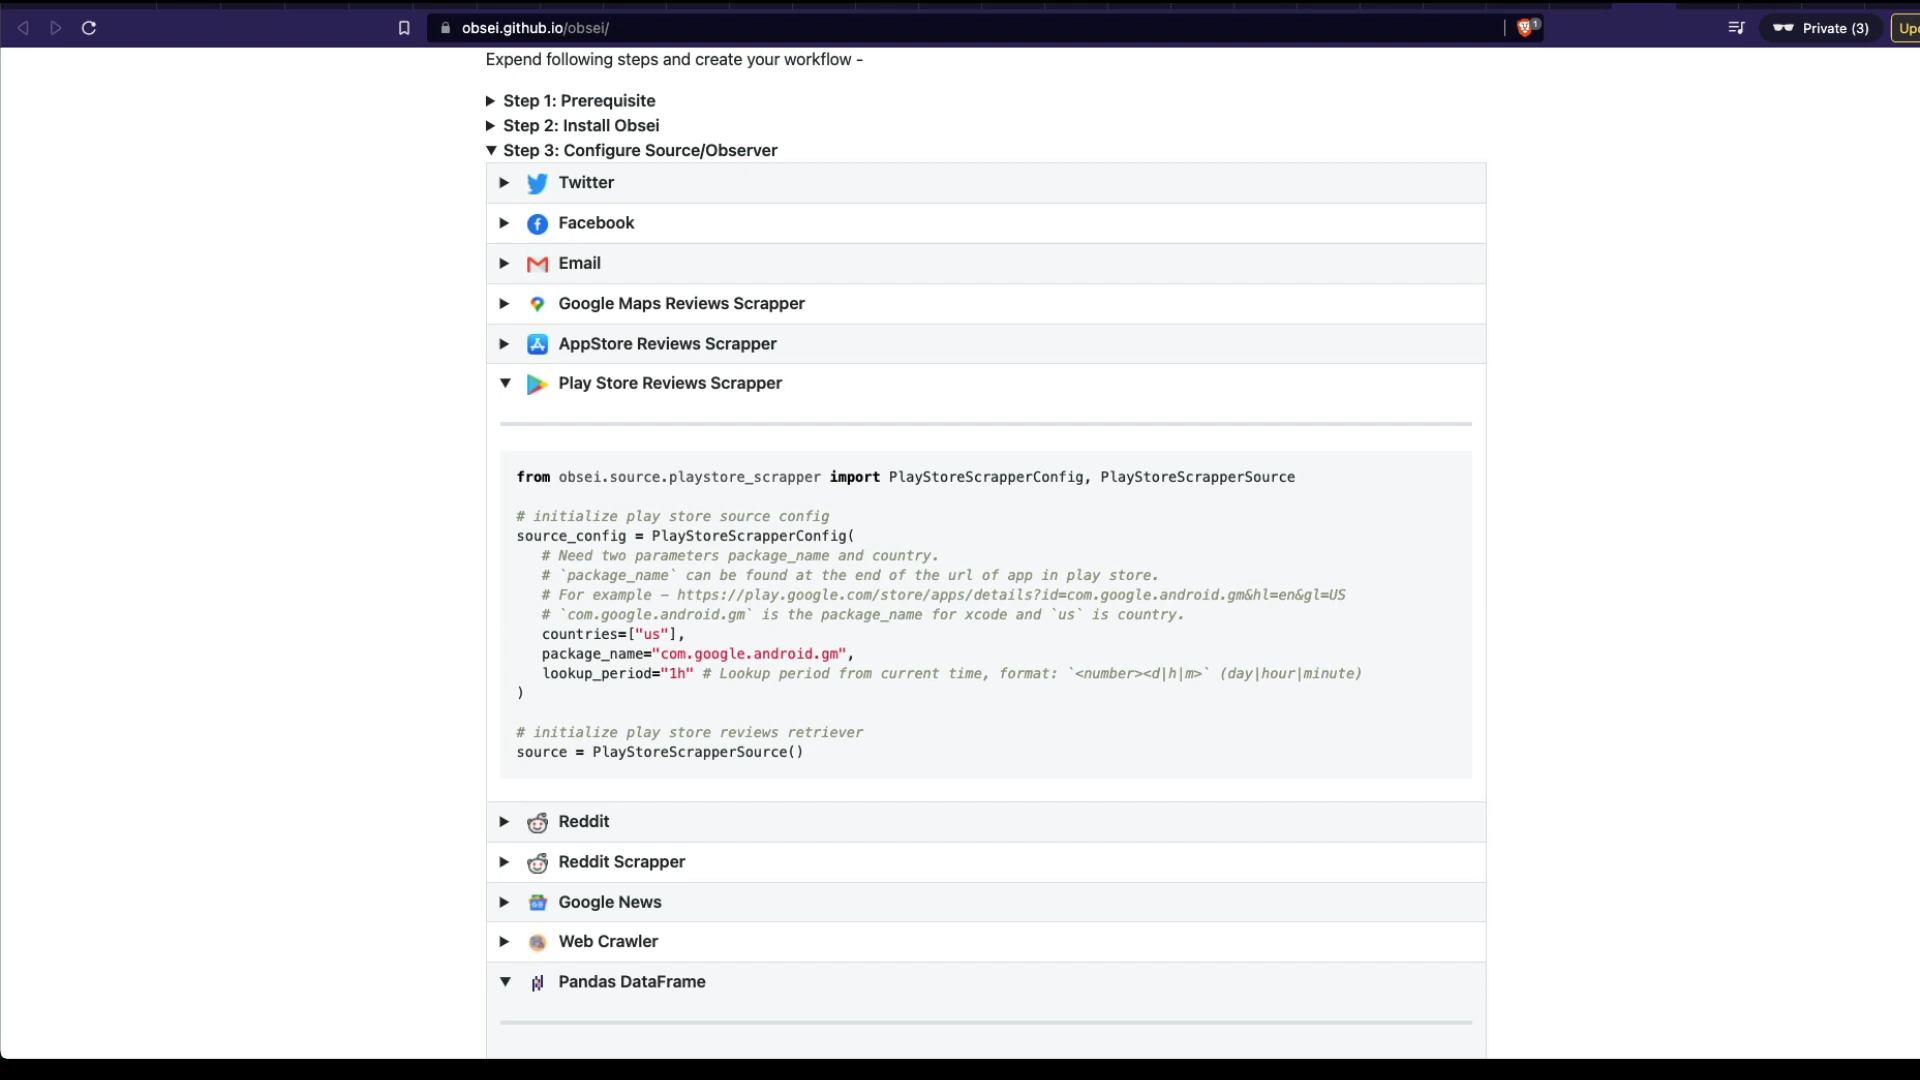 obsei.github.io/obsei/
1
Private (3)
Upd
Expend following steps and create your workflow -
Step 1: Prerequisite
Step 2: Install Obsei
Step 3: Configure Source/Observer
Twitter
Facebook
Email
Google Maps Reviews Scrapper
AppStore Reviews Scrapper
Play Store Reviews Scrapper
from obsei.source.playstore_scrapper import PlayStoreScrapperConfig, PlayStoreScrapperSource
# initialize play store source config
source_config = PlayStoreScrapperConfig(
# Need two parameters package_name and country.
# `package_name` can be found at the end of the url of app in play store.
# For example – https://play.google.com/store/apps/details?id=com.google.android.gm&hl=en&gl=US
# `com.google.android.gm` is the package_name for xcode and `us` is country.
countries=["us"],
package_name="com.google.android.gm",
lookup_period="1h" # Lookup period from current time, format: `<number><d|h|m>` (day|hour|minute)
)
# initialize play store reviews retriever
source = PlayStoreScrapperSource()
Reddit
Reddit Scrapper
Google News
Web Crawler
Pandas DataFrame